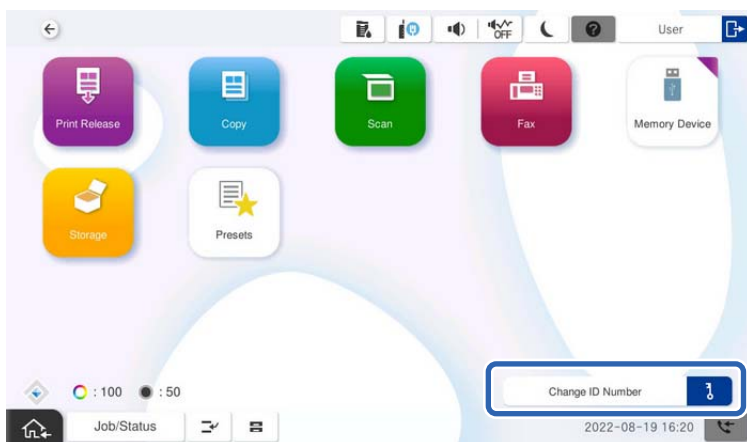 OFF
User
Print Release
Copy
Scan
Fax
Memory Device
Storage
Presets
: 100
: 50
Change ID Number
Job/Status
2022-08-19 16:20